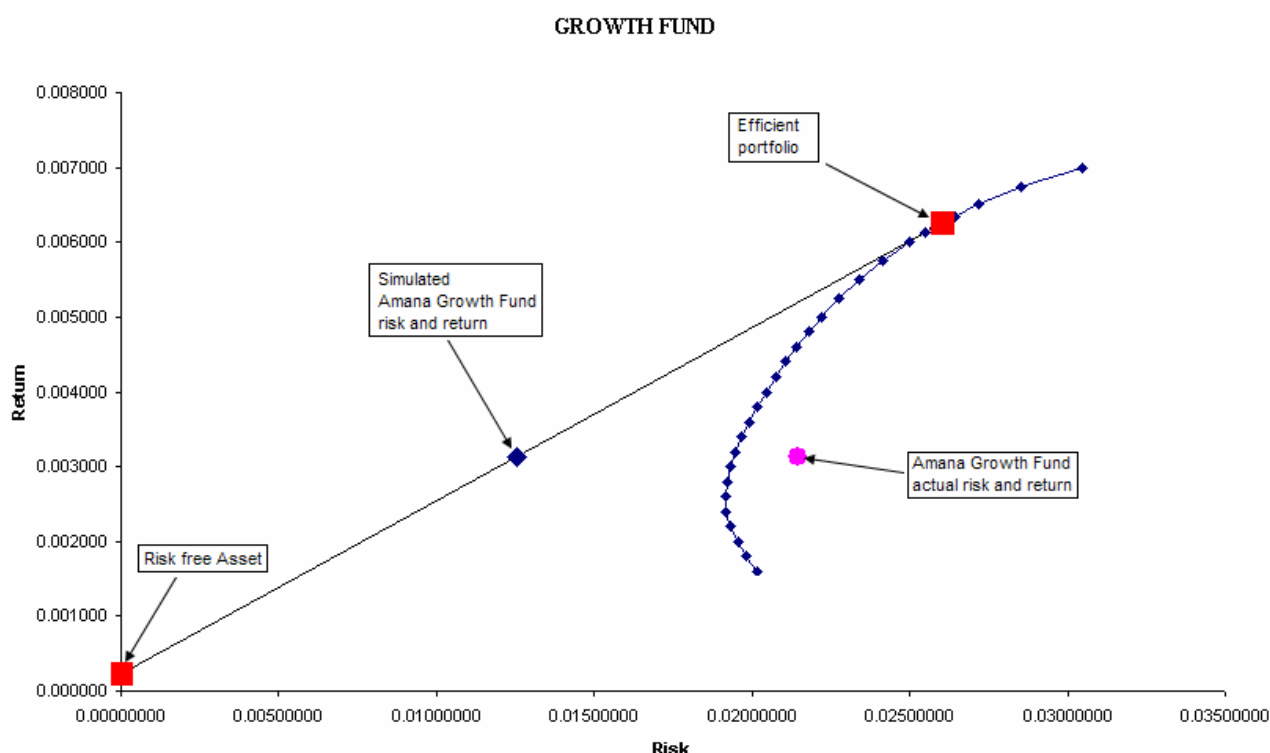 GROWTH FUND
0.008000
0.007000
0.006000
0.005000
0.004000
0.003000
0.002000
0.001000
0.000000
Return
Efficient
portfolio
Simulated
Amana Growth Fund
risk and return
Amana Growth Fund
actual risk and return
Risk free Asset
0.00000000 0.00500000 0.01000000 0.01500000 0.02000000 0.02500000 0.03000000 0.03500000
Risk